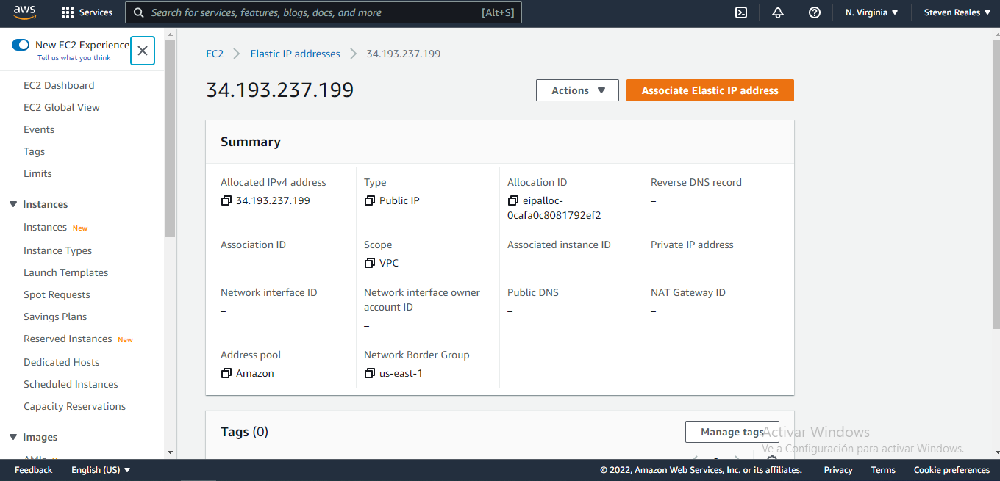 aws
Services
Search for services, features, blogs, docs, and more
[Alt+S]
N. Virginia ▼
Steven Reales ▼
New EC2 Experience
Tell us what you think
EC2 Dashboard
EC2 Global View
Events
Tags
Limits
Instances
Instances New
Instance Types
Launch Templates
Spot Requests
Savings Plans
Reserved Instances New
Dedicated Hosts
Scheduled Instances
Capacity Reservations
Images
AMIs
EC2 > Elastic IP addresses > 34.193.237.199
34.193.237.199
Actions ▼
Associate Elastic IP address
Summary
Allocated IPv4 address
34.193.237.199
Type
Public IP
Allocation ID
eipalloc-
0cafa0c8081792ef2
Reverse DNS record
–
Association ID
–
Scope
VPC
Associated instance ID
–
Private IP address
–
Network interface ID
–
Network interface owner
account ID
–
Public DNS
–
NAT Gateway ID
–
Address pool
Amazon
Network Border Group
us-east-1
Tags (0)
Manage tags
Activar Windows
Ve a Configuración para activar Windows.
Feedback
English (US) ▼
© 2022, Amazon Web Services, Inc. or its affiliates.
Privacy
Terms
Cookie preferences